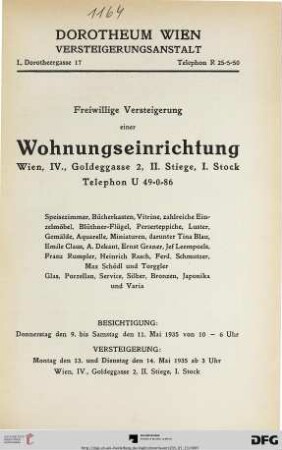 1164
DOROTHEUM WIEN
VERSTEIGERUNGSANSTALT
I., Dorotheergasse 17 Telephon R 25-5-50
Freiwillige Versteigerung
einer
Wohnungseinrichtung
Wien, IV., Goldeggasse 2, II. Stiege, I. Stock
Telephon U 49-0-86
Speisezimmer, Bücherkasten, Vitrine, zahlreiche Ein-
zelmöbel, Blüthner-Flügel, Perserteppiche, Luster,
Gemälde, Aquarelle, Miniaturen, darunter Tina Blau,
Emile Claus, A. Dekant, Ernst Graner, Jef Leempoels,
Franz Rumpler, Heinrich Rasch, Ferd. Schmutzer,
Max Schödl und Torggler
Glas, Porzellan, Service, Silber, Bronzen, Japonika
und Varia
BESICHTIGUNG:
Donnerstag den 9. bis Samstag den 11. Mai 1935 von 10 – 6 Uhr
VERSTEIGERUNG:
Montag den 13. und Dienstag den 14. Mai 1935 ab 3 Uhr
Wien, IV., Goldeggasse 2, II. Stiege, I. Stock
UNIVERSITÄTS-
BIBLIOTHEK
HEIDELBERG
DFG